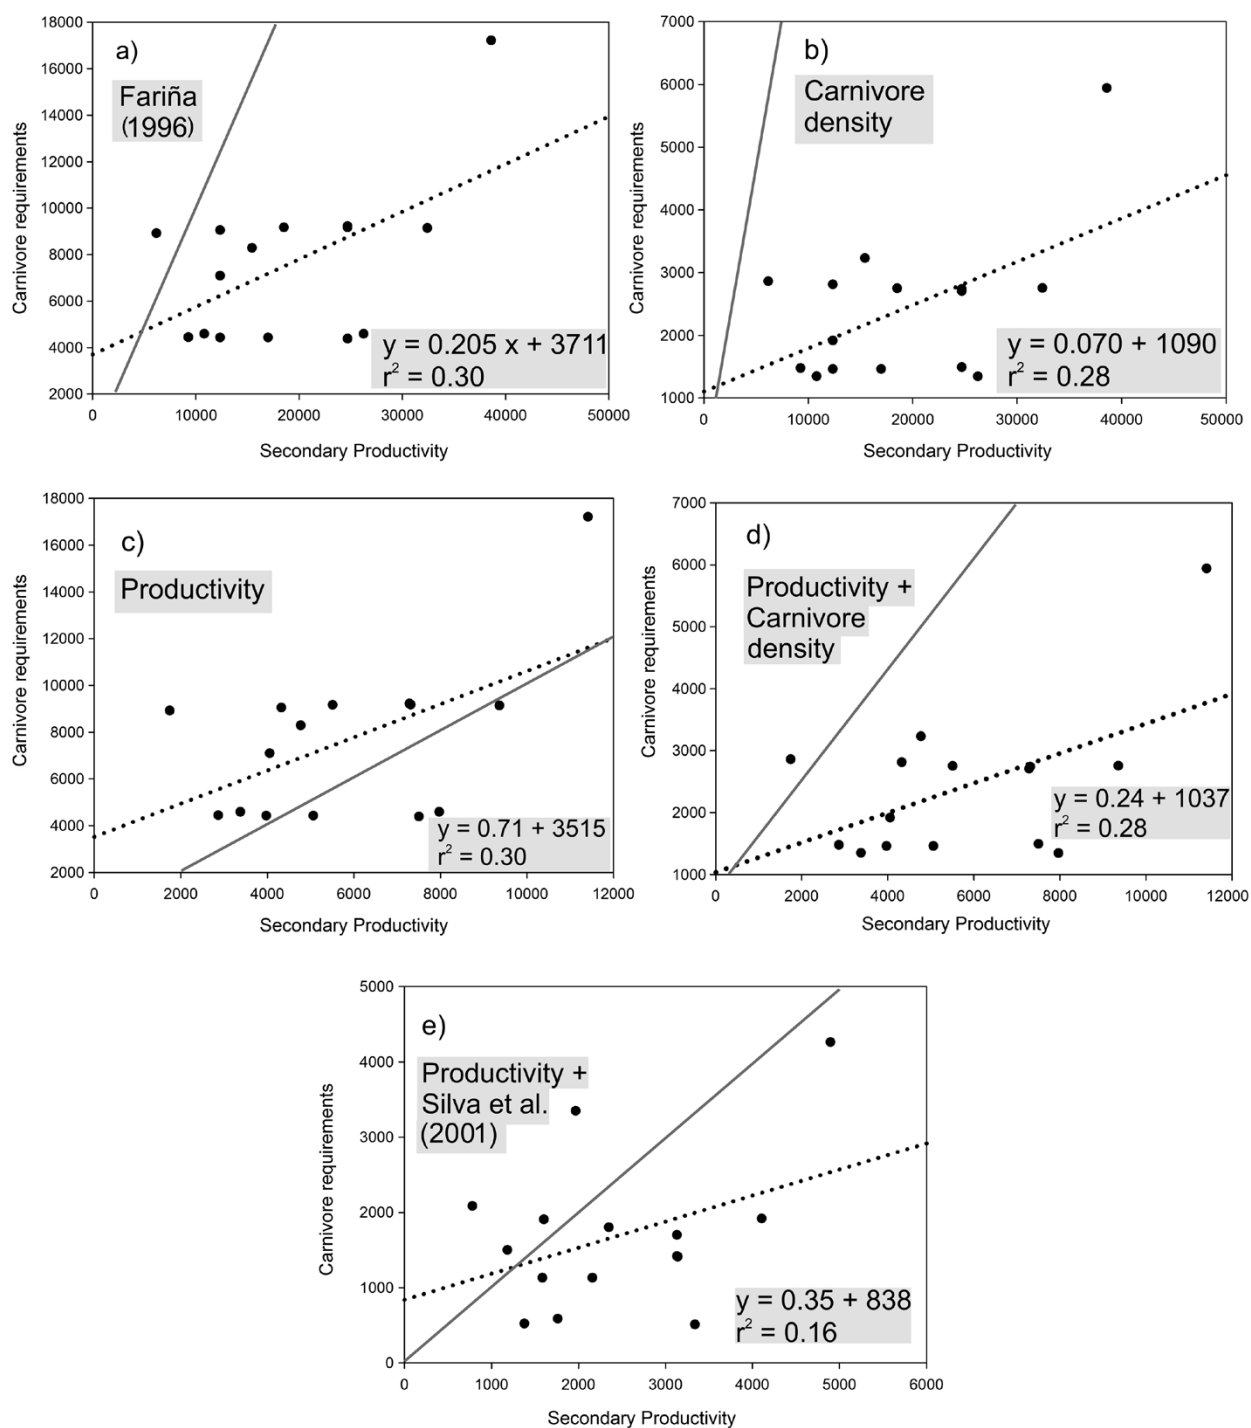 a)
Fariña
(1996)
Carnivore requirements
18000
16000
14000
12000
10000
8000
6000
4000
2000
y = 0.205 x + 3711
r² = 0.30
0 10000 20000 30000 40000 50000
Secondary Productivity
b)
Carnivore
density
Carnivore requirements
7000
6000
5000
4000
3000
2000
1000
y = 0.070 + 1090
r² = 0.28
0 10000 20000 30000 40000 50000
Secondary Productivity
c)
Productivity
Carnivore requirements
18000
16000
14000
12000
10000
8000
6000
4000
2000
y = 0.71 + 3515
r² = 0.30
0 2000 4000 6000 8000 10000 12000
Secondary Productivity
d)
Productivity +
Carnivore
density
Carnivore requirements
7000
6000
5000
4000
3000
2000
1000
y = 0.24 + 1037
r² = 0.28
0 2000 4000 6000 8000 10000 12000
Secondary Productivity
e)
Productivity +
Silva et al.
(2001)
Carnivore requirements
5000
4000
3000
2000
1000
0
y = 0.35 + 838
r² = 0.16
0 1000 2000 3000 4000 5000 6000
Secondary Productivity